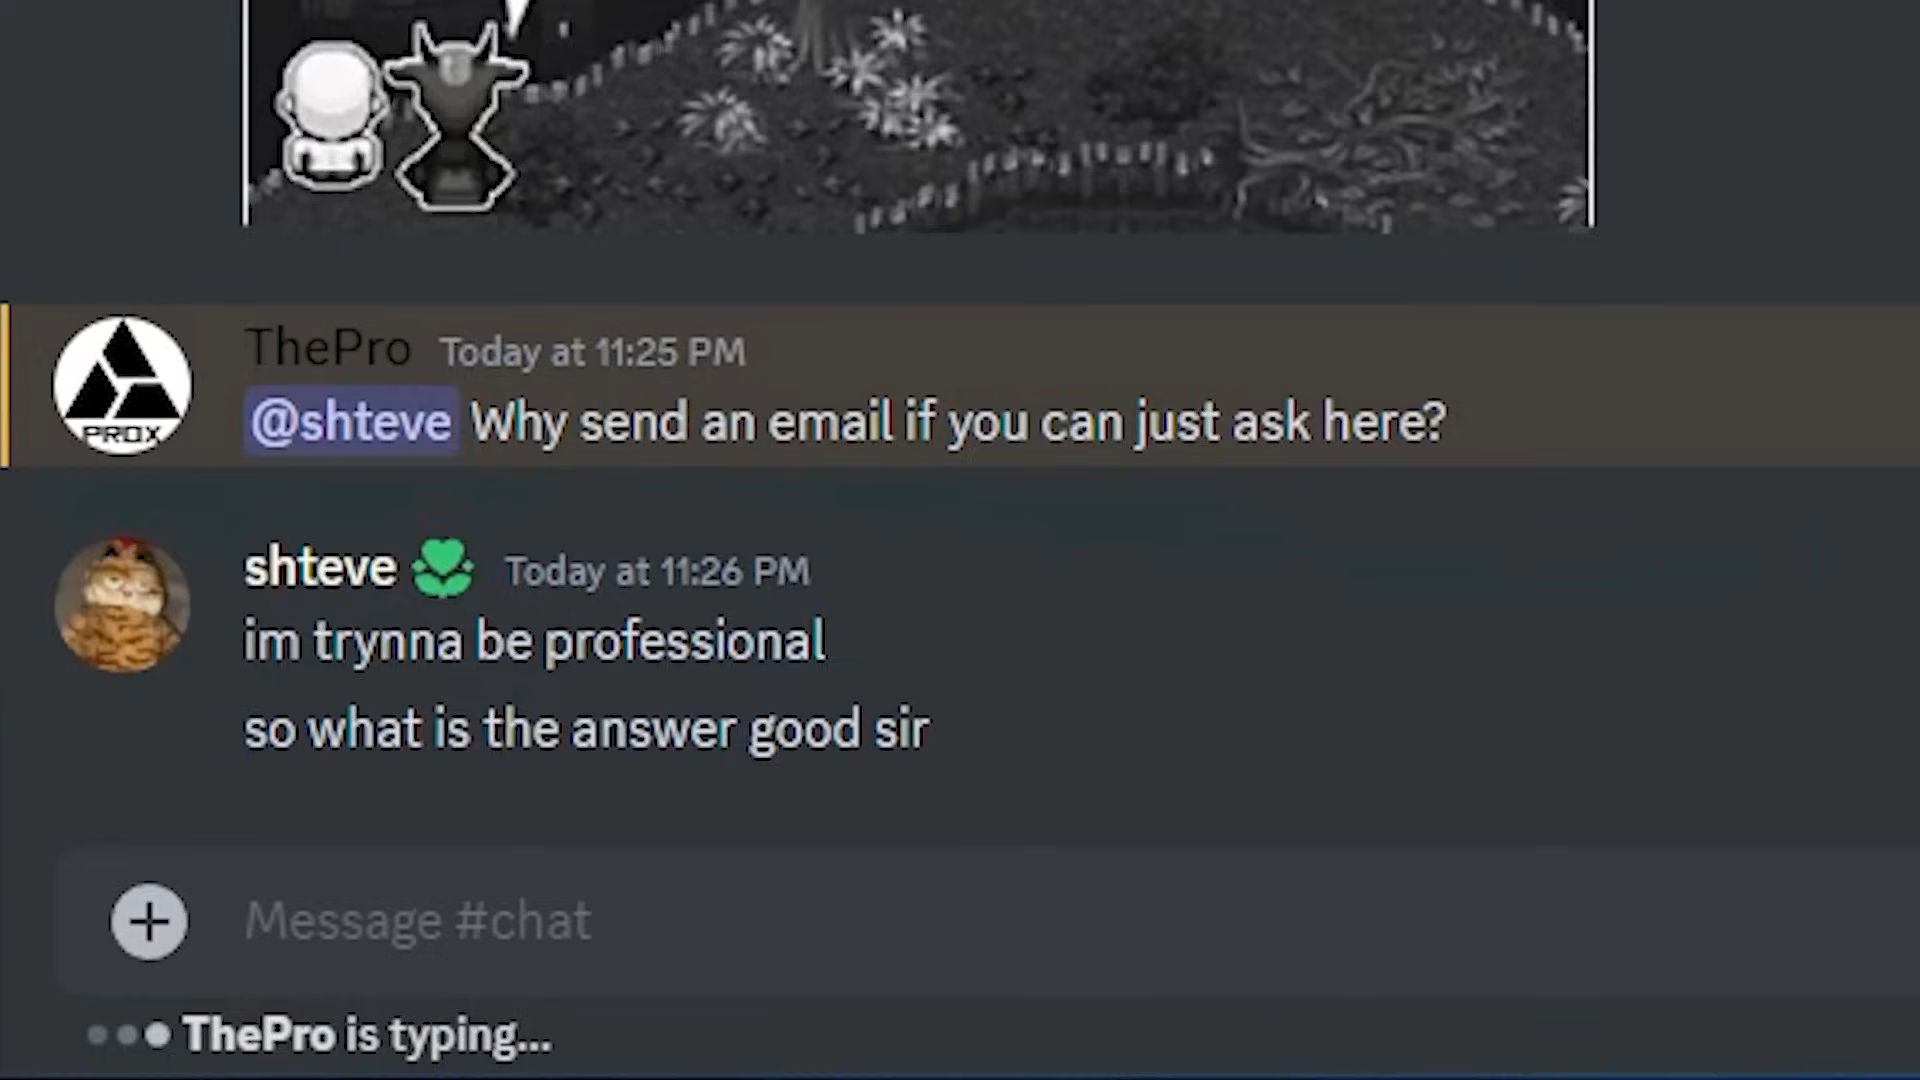 ThePro Today at 11:25 PM
PROX
@shteve Why send an email if you can just ask here?
shteve Today at 11:26 PM
im trynna be professional
so what is the answer good sir
Message #chat
ThePro is typing...